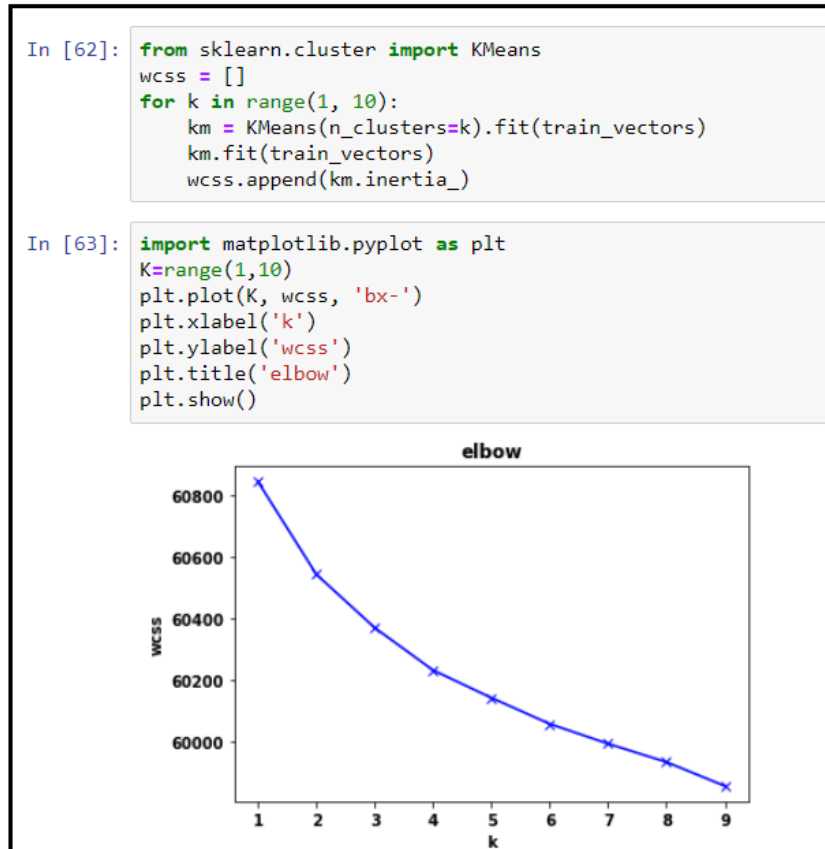 In [62]: from sklearn.cluster import KMeans
wcss = []
for k in range(1, 10):
    km = KMeans(n_clusters=k).fit(train_vectors)
    km.fit(train_vectors)
    wcss.append(km.inertia_)
In [63]: import matplotlib.pyplot as plt
K=range(1,10)
plt.plot(K, wcss, 'bx-')
plt.xlabel('k')
plt.ylabel('wcss')
plt.title('elbow')
plt.show()
elbow
60800
60600
60400
60200
60000
wcss
1 2 3 4 5 6 7 8 9
k